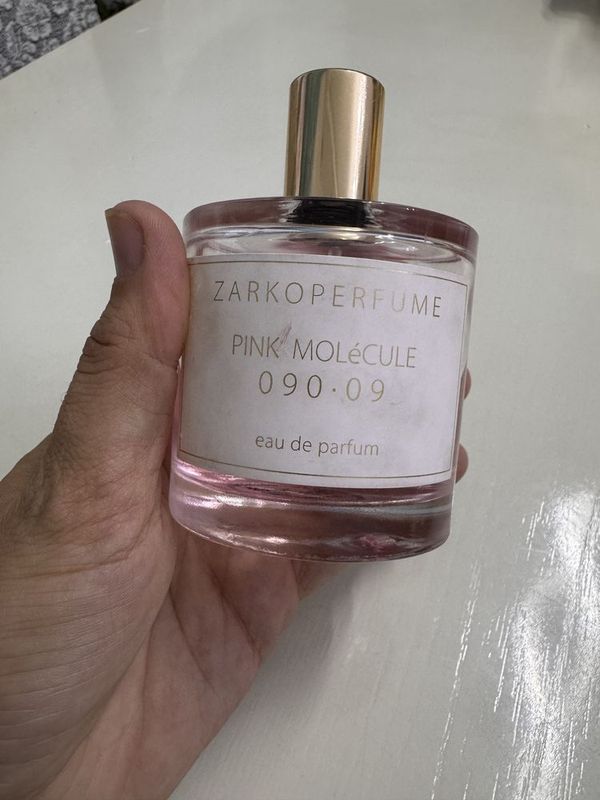 ZARKOPERFUME
PINK MOLéCULE
090·09
eau de parfum